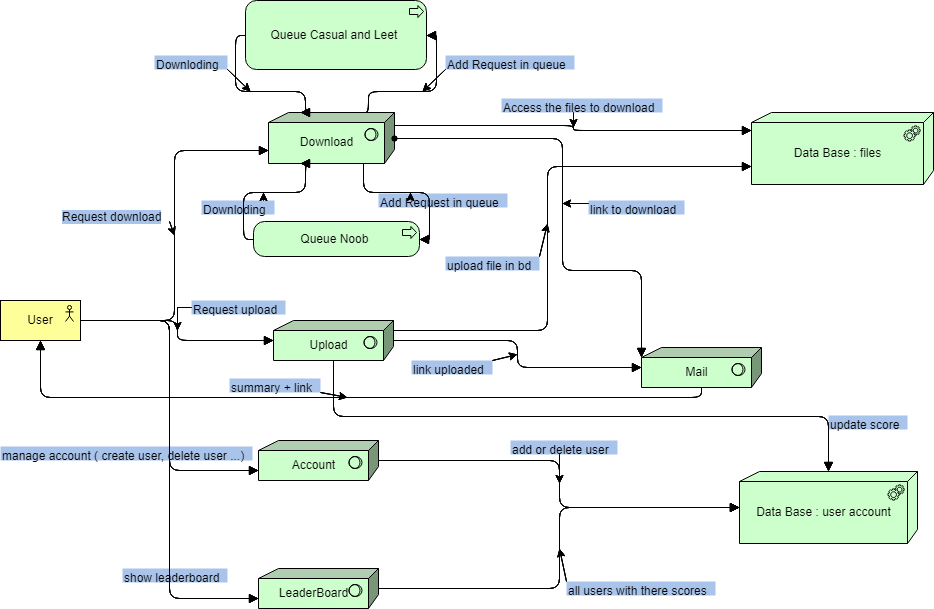 Queue Casual and Leet
Downloding
Add Request in queue
Access the files to download
Download
Data Base : files
Downloding
Add Request in queue
link to download
Request download
Queue Noob
upload file in bd
Request upload
User
Upload
link uploaded
Mail
summary + link
update score
manage account ( create user, delete user ...)
add or delete user
Account
Data Base : user account
show leaderboard
LeaderBoard
all users with there scores